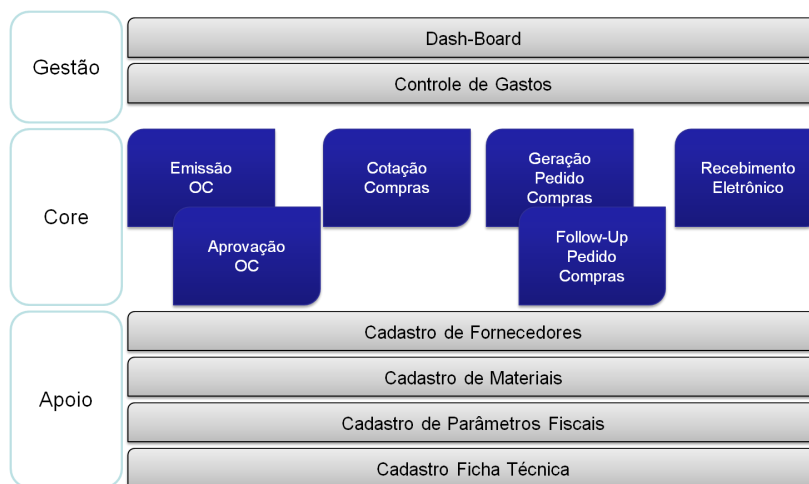 Gestão
Dash-Board
Controle de Gastos
Core
Emissão
OC
Aprovação
OC
Cotação
Compras
Geração
Pedido
Compras
Follow-Up
Pedido
Compras
Recebimento
Eletrônico
Apoio
Cadastro de Fornecedores
Cadastro de Materiais
Cadastro de Parâmetros Fiscais
Cadastro Ficha Técnica